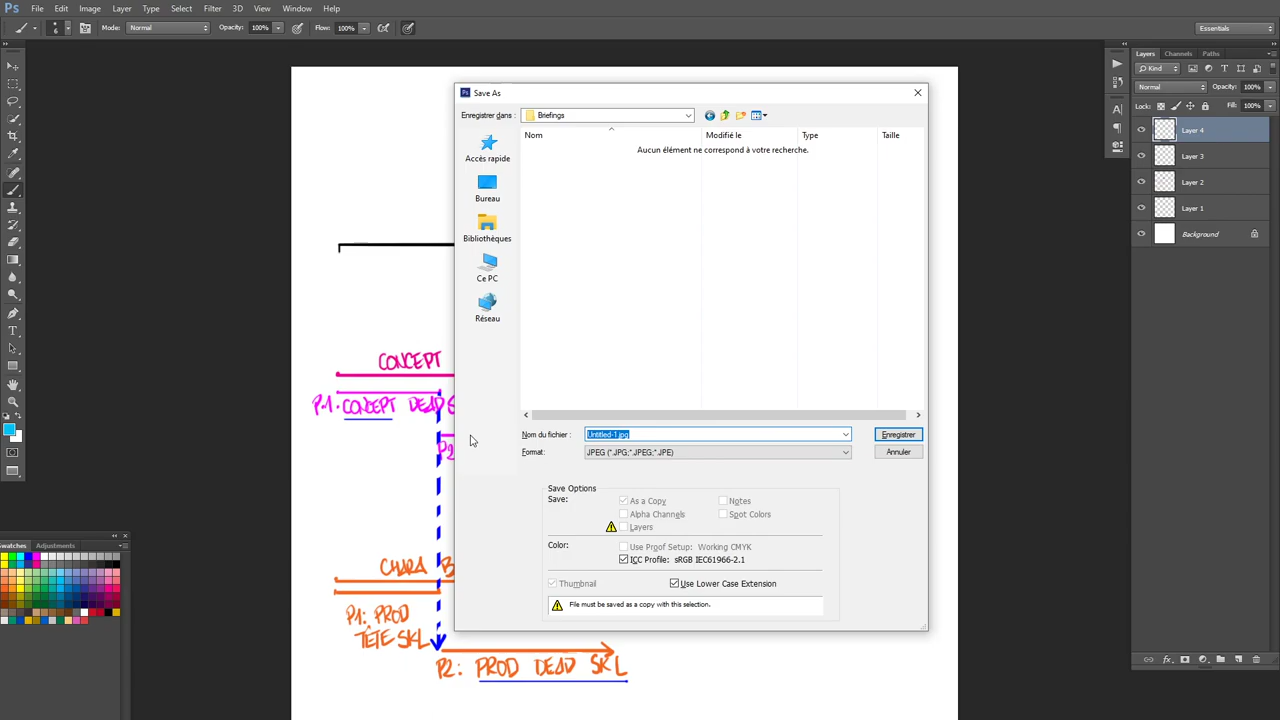 Ps File Edit Image Layer Type Select Filter 3D View Window Help
6 Mode: Normal Opacity: 100% Flow: 100% Essentials
Save As
Enregistrer dans : Briefings
Nom Modifié le Type Taille
Aucun élément ne correspond à votre recherche.
Accès rapide
Bureau
Bibliothèques
Ce PC
Réseau
Nom du fichier : Untitled-1.jpg Enregistrer
Format: JPEG (*.JPG;*.JPEG;*.JPE) Annuler
Save Options
Save: As a Copy Notes
Alpha Channels Spot Colors
Layers
Color: Use Proof Setup: Working CMYK
ICC Profile: sRGB IEC61966-2.1
Thumbnail Use Lower Case Extension
File must be saved as a copy with this selection.
CONCEPT
P.1. CONCEPT DEAD S
P2
CHARA B
P1: PROD
TÊTE SKL
P2: PROD DEAD SKL
Swatches Adjustments
Layers Channels Paths
Kind
Normal Opacity: 100%
Lock: Fill: 100%
Layer 4
Layer 3
Layer 2
Layer 1
Background